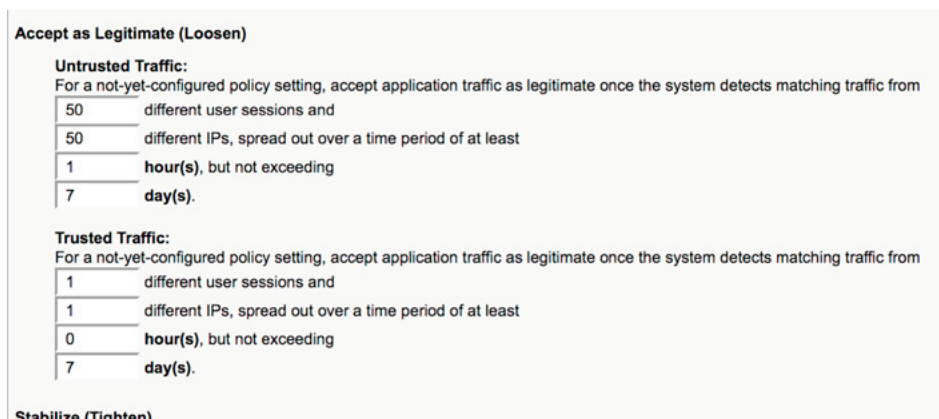 Accept as Legitimate (Loosen)
Untrusted Traffic:
For a not-yet-configured policy setting, accept application traffic as legitimate once the system detects matching traffic from
50 different user sessions and
50 different IPs, spread out over a time period of at least
1 hour(s), but not exceeding
7 day(s).
Trusted Traffic:
For a not-yet-configured policy setting, accept application traffic as legitimate once the system detects matching traffic from
1 different user sessions and
1 different IPs, spread out over a time period of at least
0 hour(s), but not exceeding
7 day(s).
Stabilize (Tighten)